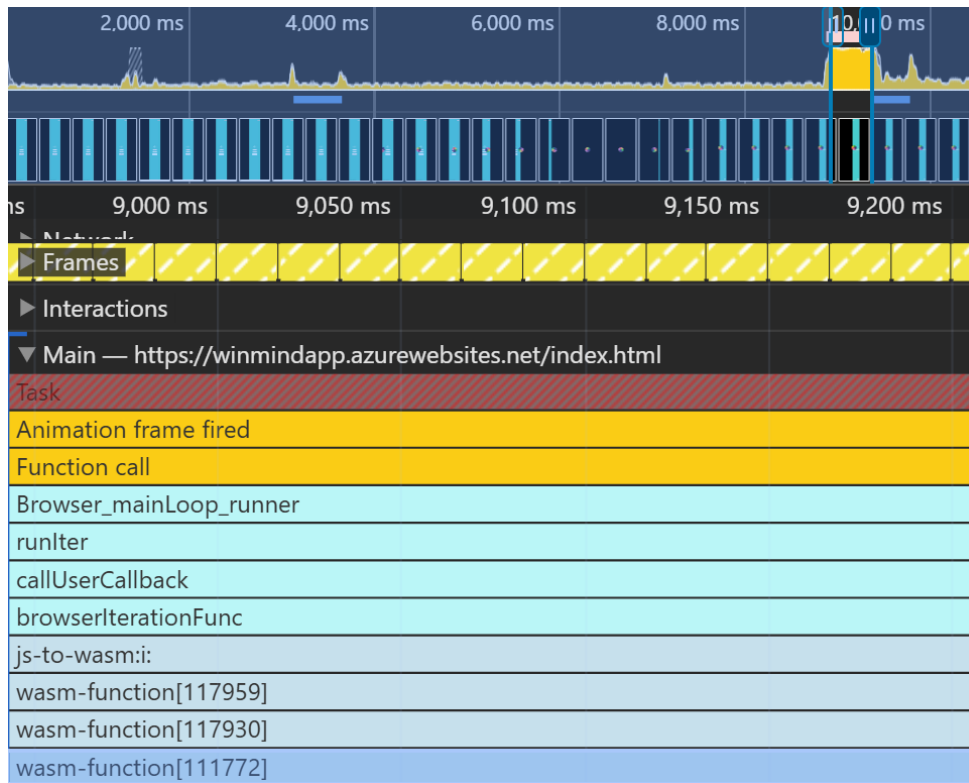 2,000 ms 4,000 ms 6,000 ms 8,000 ms 10,000 ms
9,000 ms 9,050 ms 9,100 ms 9,150 ms 9,200 ms
Network
Frames
Interactions
Main — https://winmindapp.azurewebsites.net/index.html
Task
Animation frame fired
Function call
Browser_mainLoop_runner
runIter
callUserCallback
browserIterationFunc
js-to-wasm:i:
wasm-function[117959]
wasm-function[117930]
wasm-function[111772]